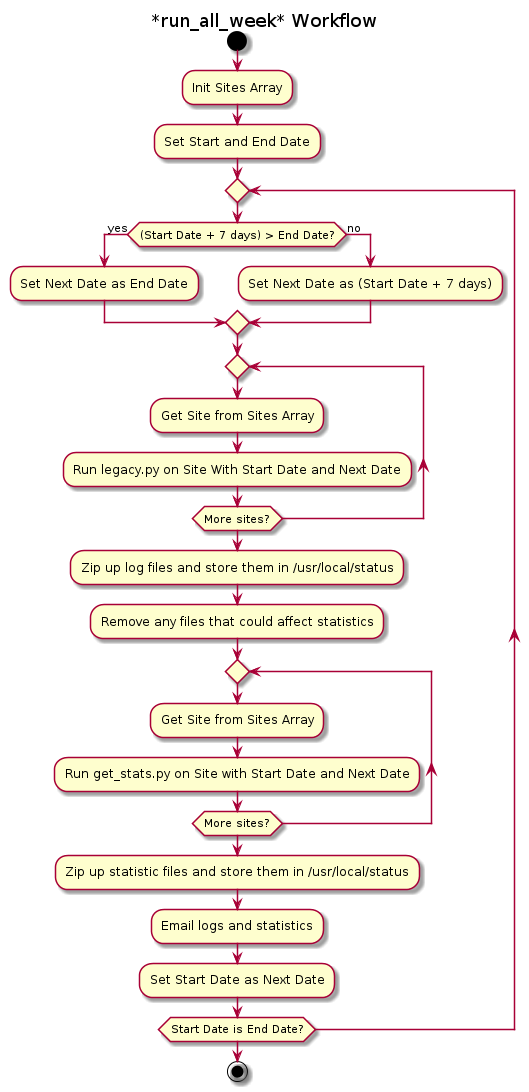 *run_all_week* Workflow
Init Sites Array
Set Start and End Date
yes
(Start Date + 7 days) > End Date?
no
Set Next Date as End Date
Set Next Date as (Start Date + 7 days)
Get Site from Sites Array
Run legacy.py on Site With Start Date and Next Date
More sites?
Zip up log files and store them in /usr/local/status
Remove any files that could affect statistics
Get Site from Sites Array
Run get_stats.py on Site with Start Date and Next Date
More sites?
Zip up statistic files and store them in /usr/local/status
Email logs and statistics
Set Start Date as Next Date
Start Date is End Date?